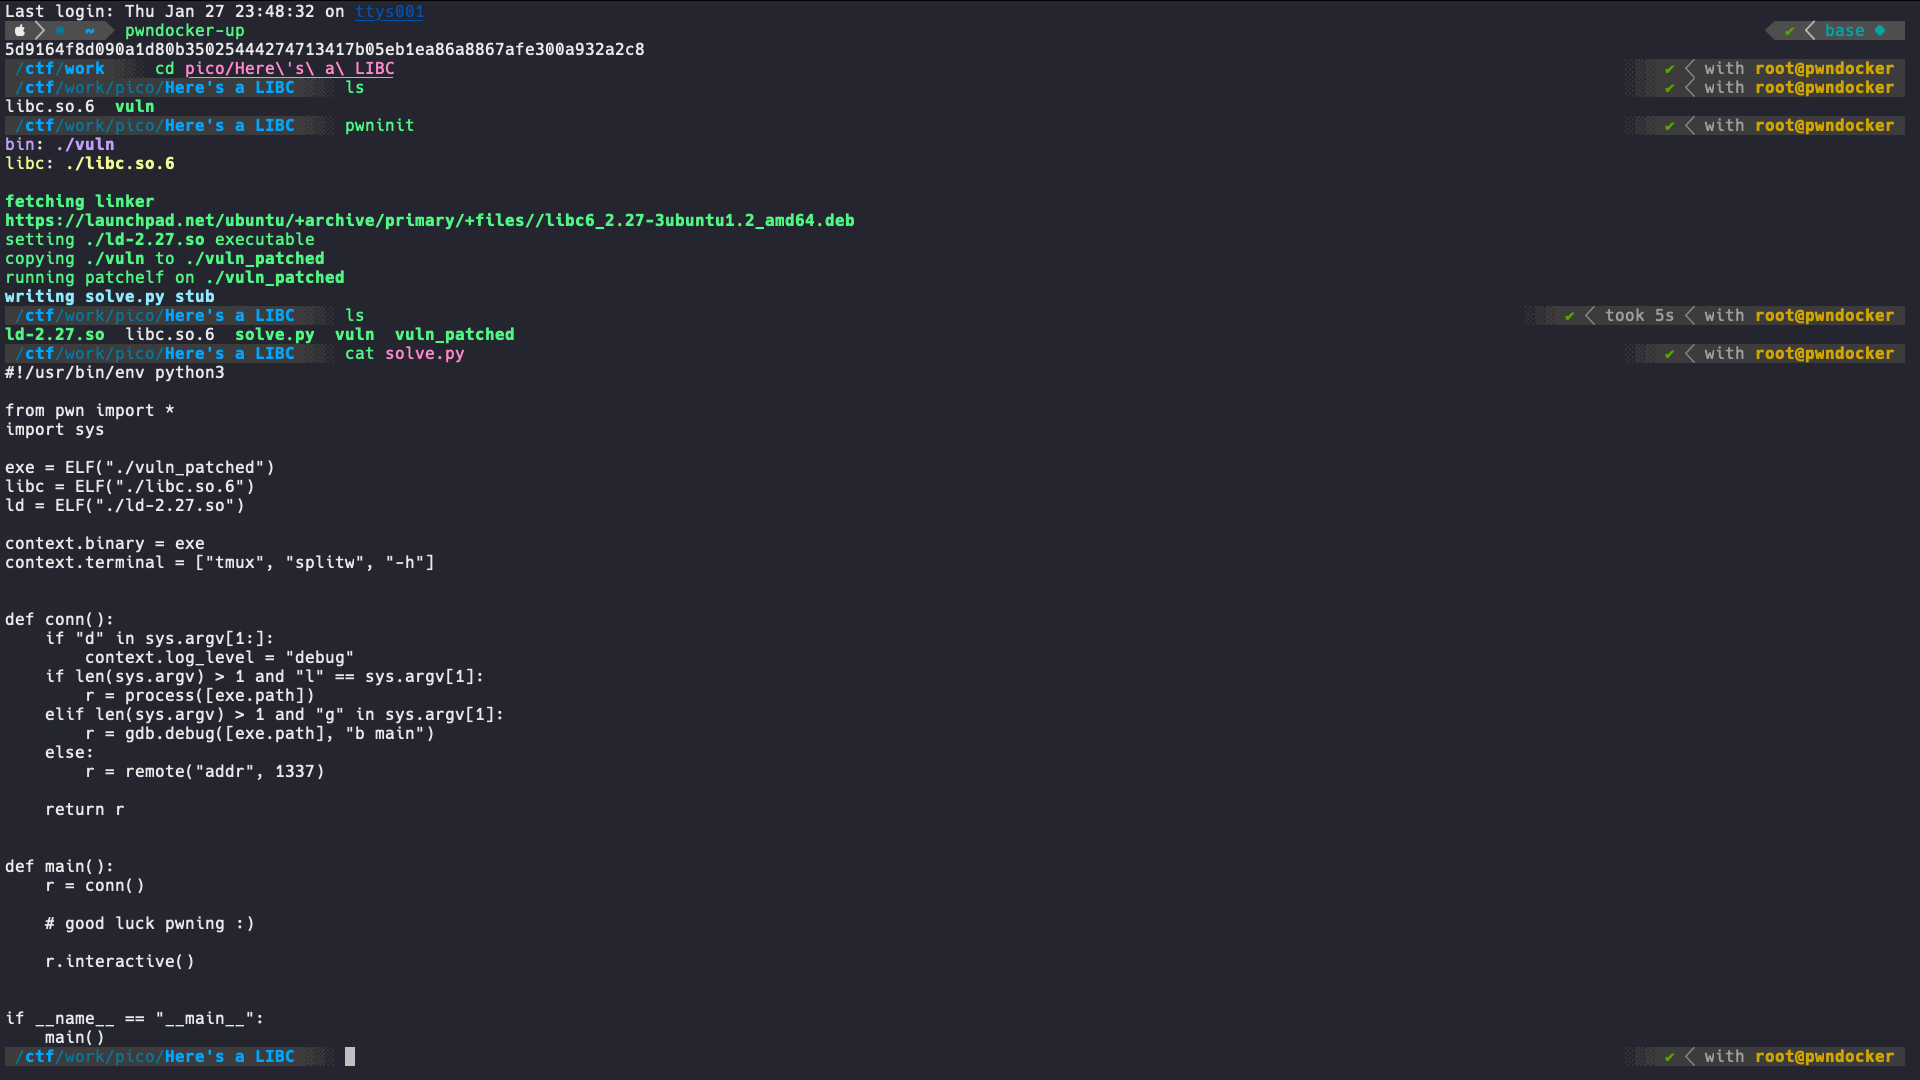 Last login: Thu Jan 27 23:48:32 on ttys001
~ pwndocker-up ✔ base
5d9164f8d090a1d80b35025444274713417b05eb1ea86a8867afe300a932a2c8
/ctf/work cd pico/Here\'s\ a\ LIBC ✔ with root@pwndocker
/ctf/work/pico/Here's a LIBC ls ✔ with root@pwndocker
libc.so.6 vuln
/ctf/work/pico/Here's a LIBC pwninit ✔ with root@pwndocker
bin: ./vuln
libc: ./libc.so.6
fetching linker
https://launchpad.net/ubuntu/+archive/primary/+files//libc6_2.27-3ubuntu1.2_amd64.deb
setting ./ld-2.27.so executable
copying ./vuln to ./vuln_patched
running patchelf on ./vuln_patched
writing solve.py stub
/ctf/work/pico/Here's a LIBC ls ✔ took 5s with root@pwndocker
ld-2.27.so libc.so.6 solve.py vuln vuln_patched
/ctf/work/pico/Here's a LIBC cat solve.py ✔ with root@pwndocker
#!/usr/bin/env python3
from pwn import *
import sys
exe = ELF("./vuln_patched")
libc = ELF("./libc.so.6")
ld = ELF("./ld-2.27.so")
context.binary = exe
context.terminal = ["tmux", "splitw", "-h"]
def conn():
    if "d" in sys.argv[1:]:
        context.log_level = "debug"
    if len(sys.argv) > 1 and "l" == sys.argv[1]:
        r = process([exe.path])
    elif len(sys.argv) > 1 and "g" in sys.argv[1]:
        r = gdb.debug([exe.path], "b main")
    else:
        r = remote("addr", 1337)
    return r
def main():
    r = conn()
    # good luck pwning :)
    r.interactive()
if __name__ == "__main__":
    main()
/ctf/work/pico/Here's a LIBC ✔ with root@pwndocker